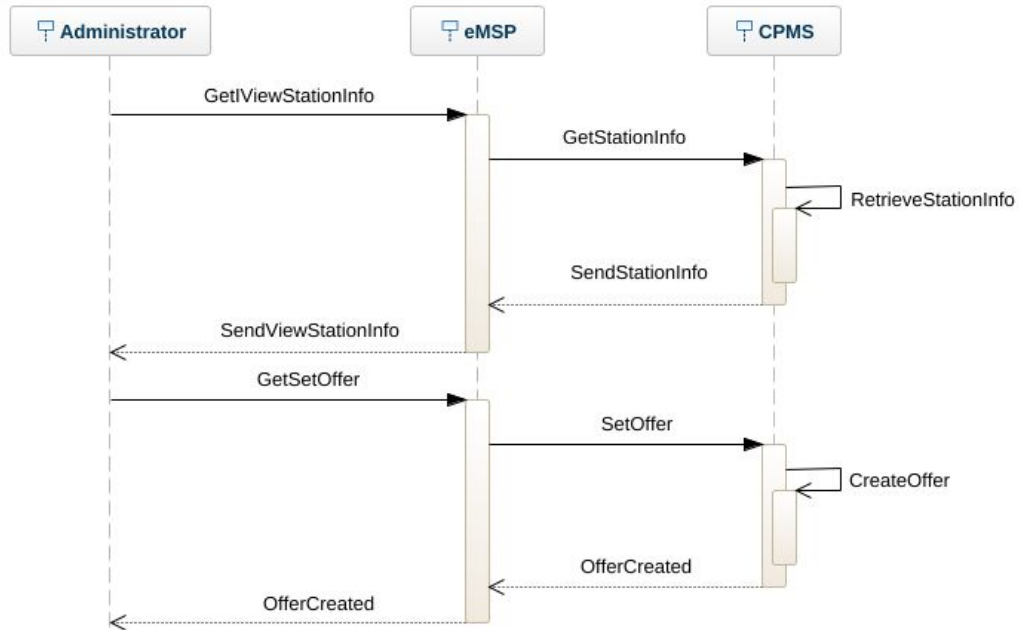 Administrator
eMSP
CPMS
GetIViewStationInfo
GetStationInfo
RetrieveStationInfo
SendStationInfo
SendViewStationInfo
GetSetOffer
SetOffer
CreateOffer
OfferCreated
OfferCreated